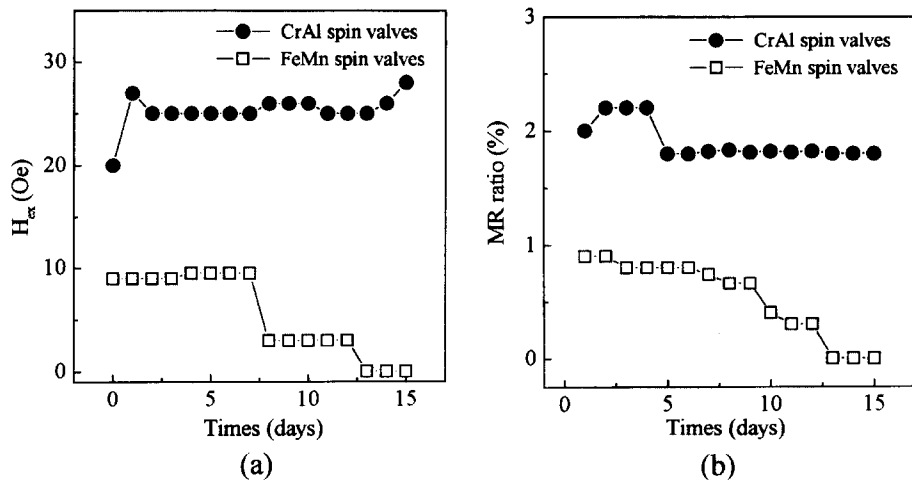 CrAl spin valves
FeMn spin valves
30
20
10
0
H_ex (Oe)
0 5 10 15
Times (days)
(a)
CrAl spin valves
FeMn spin valves
3
2
1
0
MR ratio (%)
0 5 10 15
Times (days)
(b)